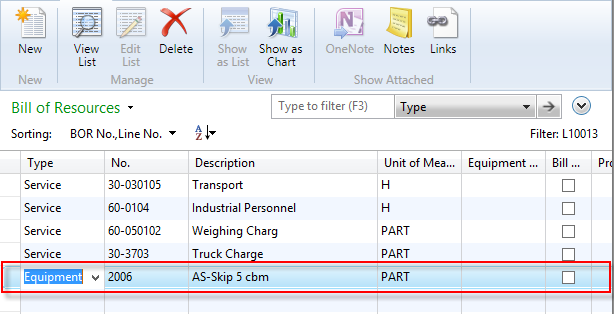 New View List Edit List Delete Show as List Show as Chart OneNote Notes Links
New Manage View Show Attached
Bill of Resources Type to filter (F3) Type
Sorting: BOR No.,Line No. A Z Filter: L10013
Type No. Description Unit of Mea... Equipment ... Bill ... Pro
Service 30-030105 Transport H
Service 60-0104 Industrial Personnel H
Service 60-050102 Weighing Charg PART
Service 30-3703 Truck Charge PART
Equipment 2006 AS-Skip 5 cbm PART